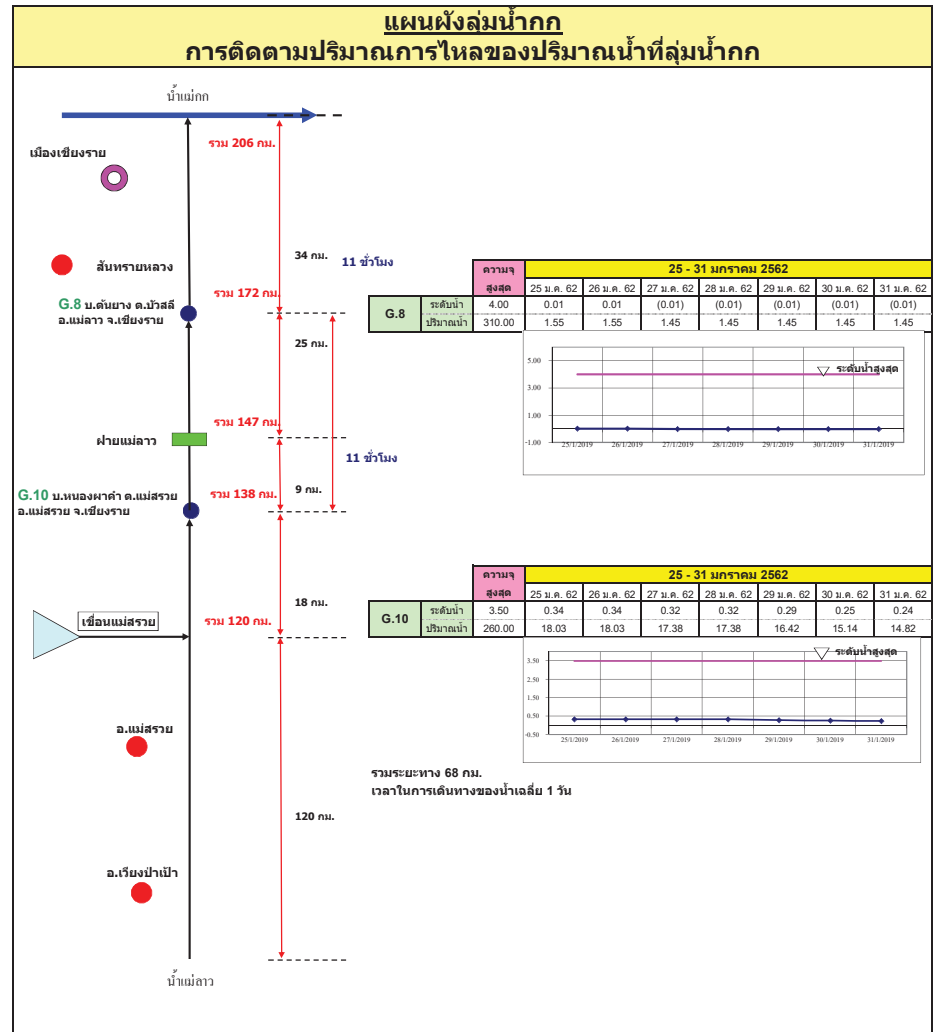 แผนผังลุ่มน้ำกก
การติดตามปริมาณการไหลของปริมาณน้ำที่ลุ่มน้ำกก
น้ำแม่กก
รวม 206 กม.
เมืองเชียงราย
34 กม.
11 ชั่วโมง
สันทรายหลวง
รวม 172 กม.
G.8 บ.ต้นยาง ต.บัวสลี
อ.แม่ลาว จ.เชียงราย
25 กม.
รวม 147 กม.
ฝายแม่ลาว
11 ชั่วโมง
9 กม.
G.10 บ.หนองผาคำ ต.แม่สรวย
อ.แม่สรวย จ.เชียงราย
รวม 138 กม.
18 กม.
เขื่อนแม่สรวย
รวม 120 กม.
อ.แม่สรวย
120 กม.
อ.เวียงป่าเป้า
น้ำแม่ลาว
ความจุ 25 - 31 มกราคม 2562
สูงสุด 25 ม.ค. 62 26 ม.ค. 62 27 ม.ค. 62 28 ม.ค. 62 29 ม.ค. 62 30 ม.ค. 62 31 ม.ค. 62
G.8 ระดับน้ำ 4.00 0.01 0.01 (0.01) (0.01) (0.01) (0.01) (0.01)
ปริมาณน้ำ 310.00 1.55 1.55 1.45 1.45 1.45 1.45 1.45
5.00
ระดับน้ำสูงสุด
3.00
1.00
-1.00
25/1/2019 26/1/2019 27/1/2019 28/1/2019 29/1/2019 30/1/2019 31/1/2019
ความจุ 25 - 31 มกราคม 2562
สูงสุด 25 ม.ค. 62 26 ม.ค. 62 27 ม.ค. 62 28 ม.ค. 62 29 ม.ค. 62 30 ม.ค. 62 31 ม.ค. 62
G.10 ระดับน้ำ 3.50 0.34 0.34 0.32 0.32 0.29 0.25 0.24
ปริมาณน้ำ 260.00 18.03 18.03 17.38 17.38 16.42 15.14 14.82
ระดับน้ำสูงสุด
3.50
2.50
1.50
0.50
-0.50
25/1/2019 26/1/2019 27/1/2019 28/1/2019 29/1/2019 30/1/2019 31/1/2019
รวมระยะทาง 68 กม.
เวลาในการเดินทางของน้ำเฉลี่ย 1 วัน